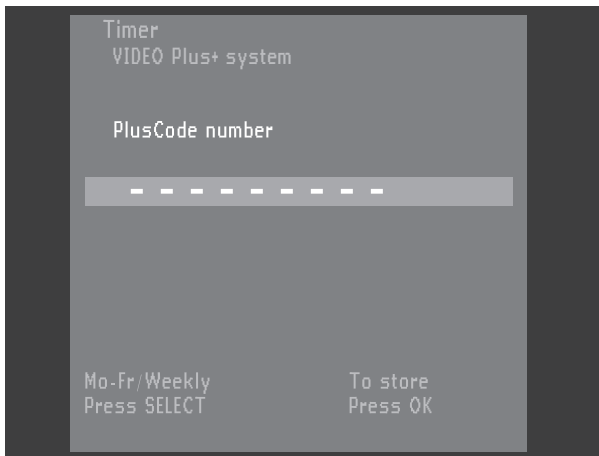 Timer
VIDEO Plus+ system
PlusCode number
- - - - - - - - -
Mo-Fr/Weekly
Press SELECT
To store
Press OK